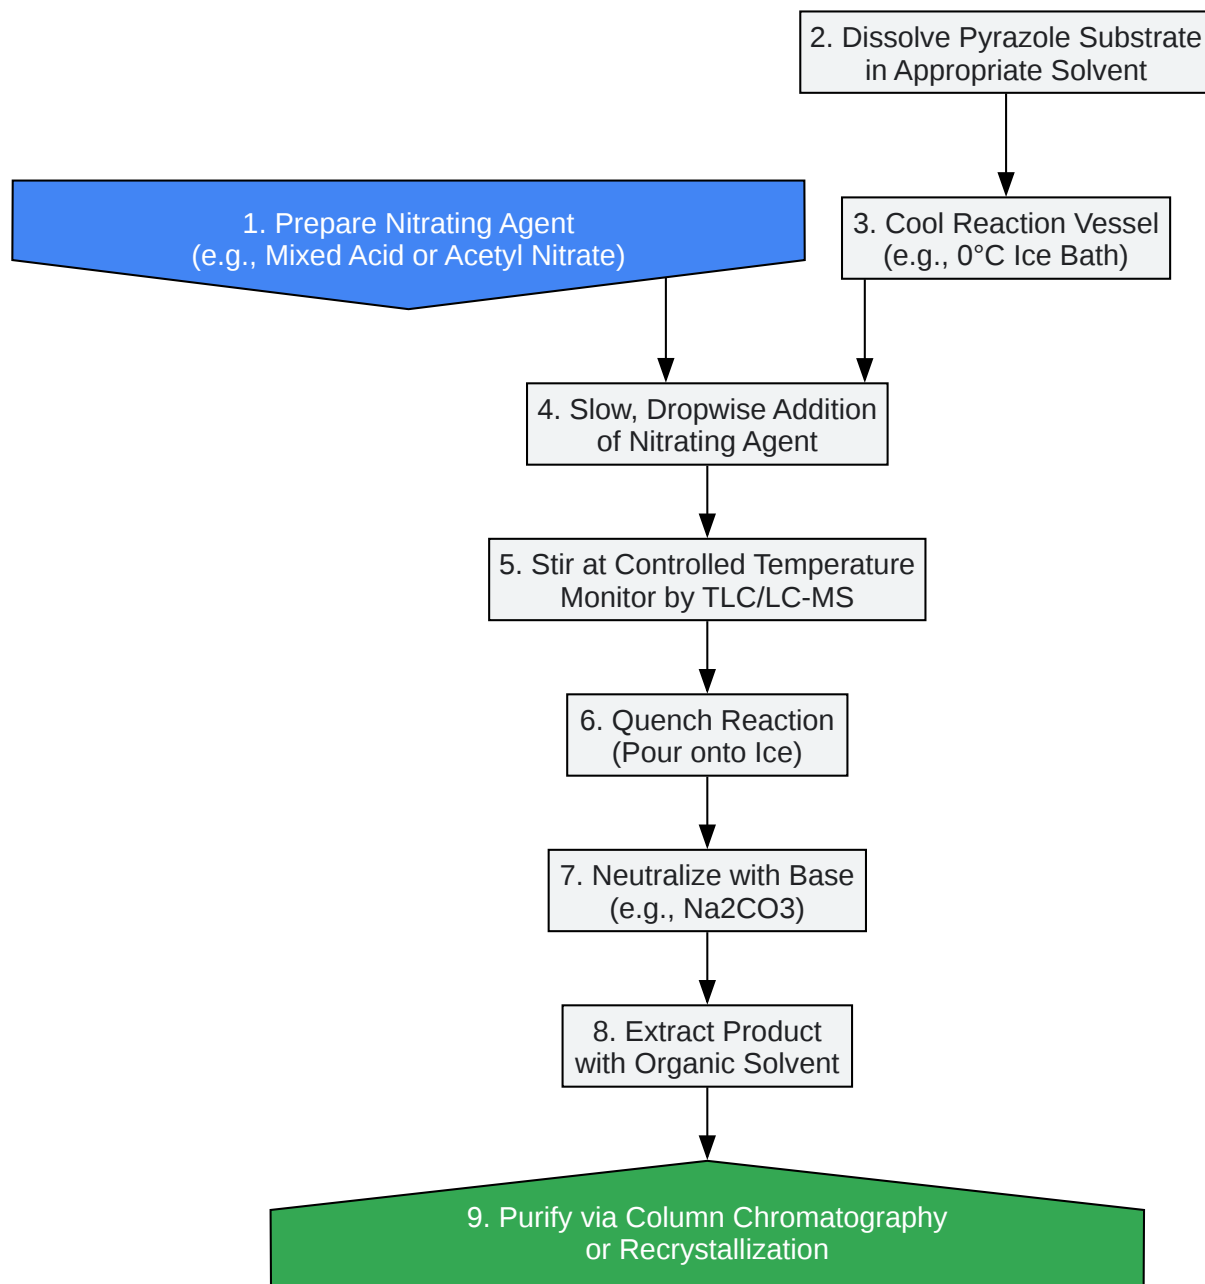 2. Dissolve Pyrazole Substrate
in Appropriate Solvent
1. Prepare Nitrating Agent
(e.g., Mixed Acid or Acetyl Nitrate)
3. Cool Reaction Vessel
(e.g., 0°C Ice Bath)
4. Slow, Dropwise Addition
of Nitrating Agent
5. Stir at Controlled Temperature
Monitor by TLC/LC-MS
6. Quench Reaction
(Pour onto Ice)
7. Neutralize with Base
(e.g., Na2CO3)
8. Extract Product
with Organic Solvent
9. Purify via Column Chromatography
or Recrystallization